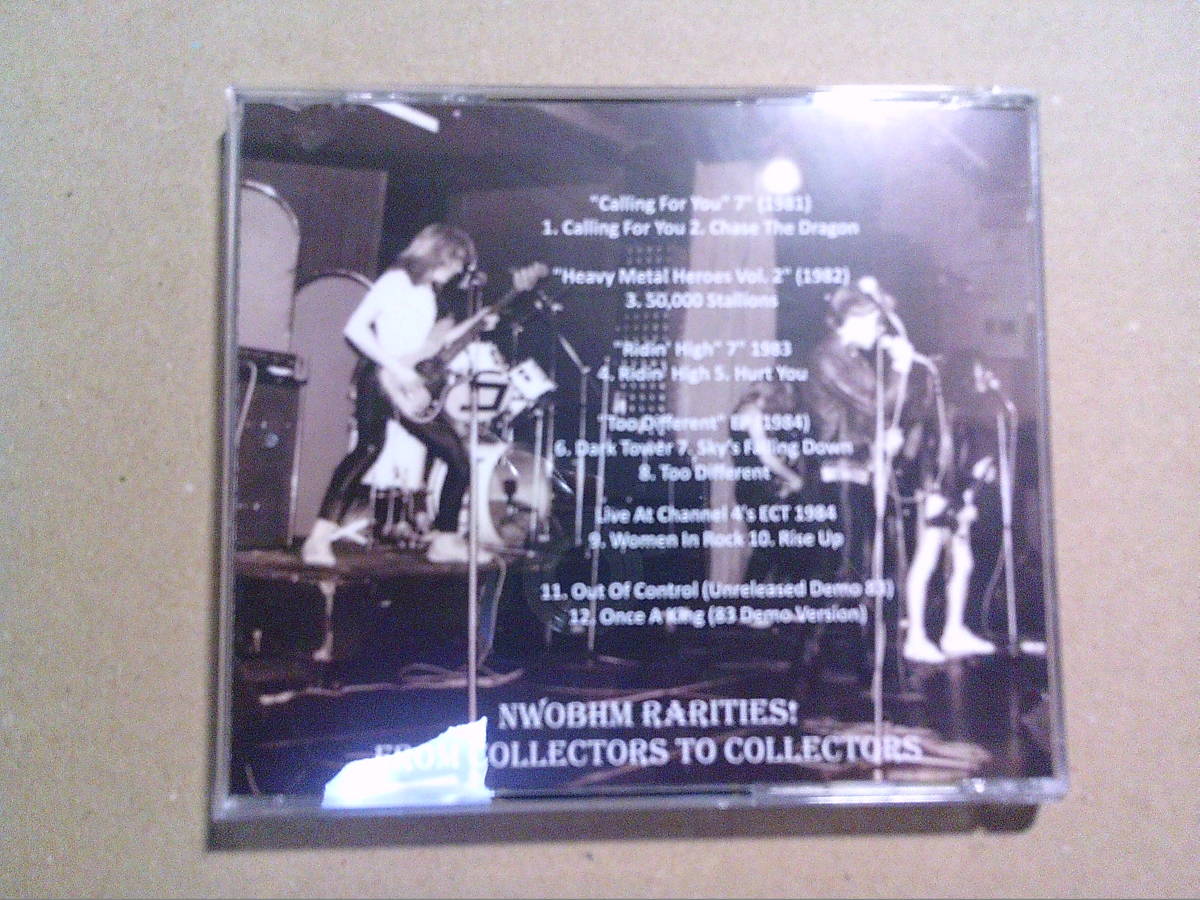 "Calling For You" 7" (1981)
1. Calling For You 2. Chase The Dragon
"Heavy Metal Heroes Vol. 2" (1982)
3. 50,000 Stallions
"Ridin' High" 7" 1983
4. Ridin' High 5. Hurt You
"Too Different" EP (1984)
6. Dark Tower 7. Sky's Falling Down
8. Too Different
Live At Channel 4's ECT 1984
9. Women In Rock 10. Rise Up
11. Out Of Control (Unreleased Demo 83)
12. Once A King (83 Demo Version)
NWOBHM RARITIES!
FROM COLLECTORS TO COLLECTORS